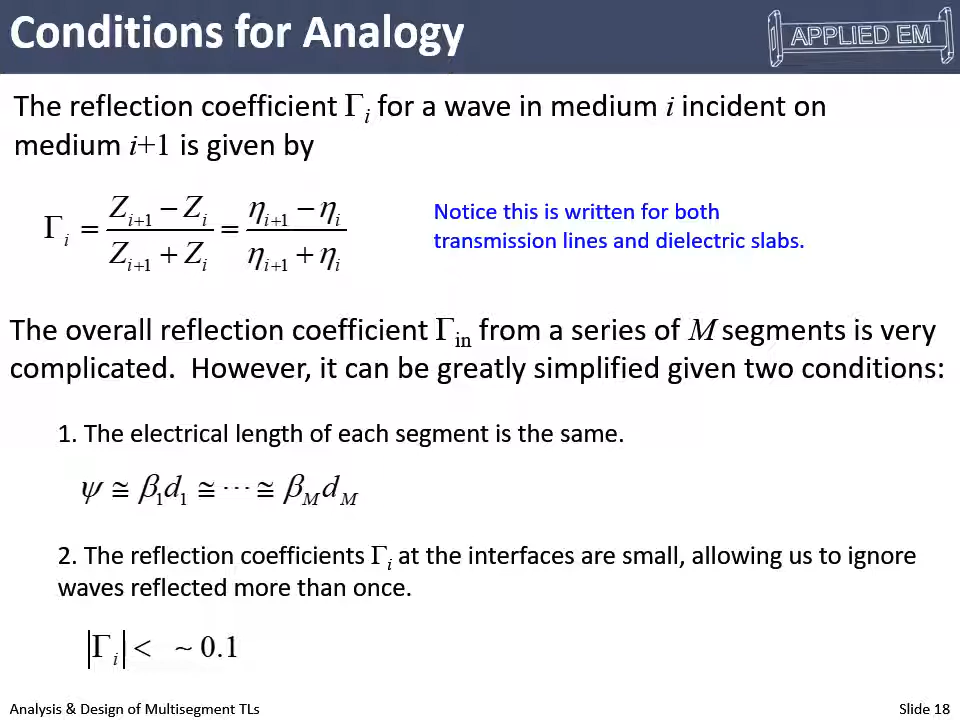 Conditions for Analogy
APPLIED EM
The reflection coefficient Γᵢ for a wave in medium i incident on
medium i+1 is given by
Γᵢ = (Zᵢ₊₁ − Zᵢ)/(Zᵢ₊₁ + Zᵢ) = (ηᵢ₊₁ − ηᵢ)/(ηᵢ₊₁ + ηᵢ)
Notice this is written for both
transmission lines and dielectric slabs.
The overall reflection coefficient Γ_in from a series of M segments is very
complicated. However, it can be greatly simplified given two conditions:
1. The electrical length of each segment is the same.
ψ ≅ β₁d₁ ≅ ⋯ ≅ β_M d_M
2. The reflection coefficients Γᵢ at the interfaces are small, allowing us to ignore
waves reflected more than once.
|Γᵢ| < ~ 0.1
Analysis & Design of Multisegment TLs
Slide 18